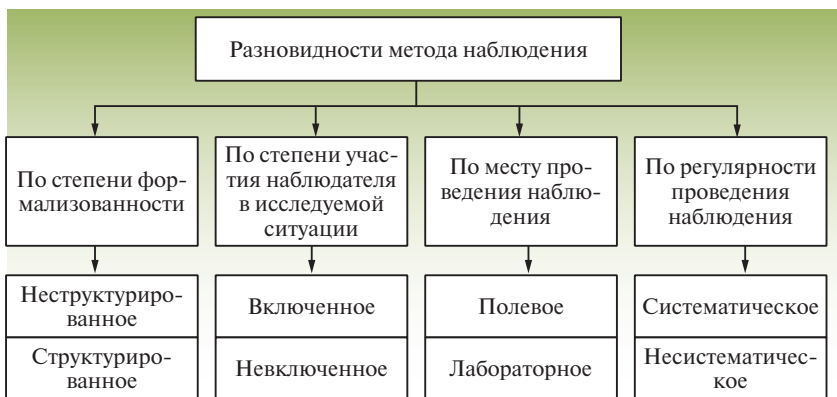 Разновидности метода наблюдения
По степени фор-
мализованности
По степени учас-
тия наблюдателя
в исследуемой
ситуации
По месту про-
ведения наблю-
дения
По регулярности
проведения
наблюдения
Неструктуриро-
ванное
Включенное
Полевое
Систематическое
Структуриро-
ванное
Невключенное
Лабораторное
Несистематичес-
кое